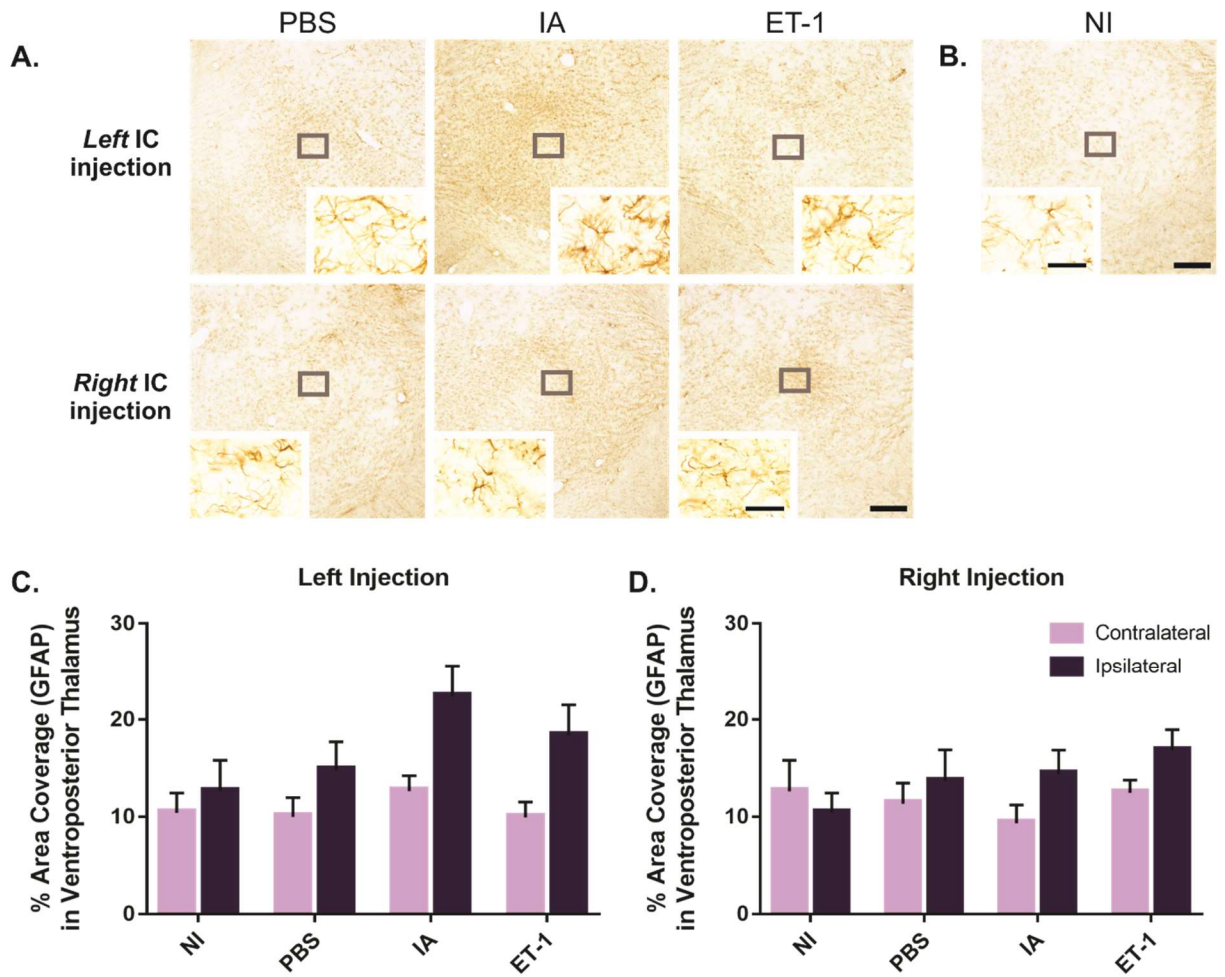 PBS
IA
ET-1
NI
A.
B.
Left IC
injection
Right IC
injection
C.
Left Injection
D.
Right Injection
% Area Coverage (GFAP)
in Ventroposterior Thalamus
30
20
10
0
NI
PBS
IA
ET-1
% Area Coverage (GFAP)
in Ventroposterior Thalamus
30
20
10
0
Contralateral
Ipsilateral
NI
PBS
IA
ET-1